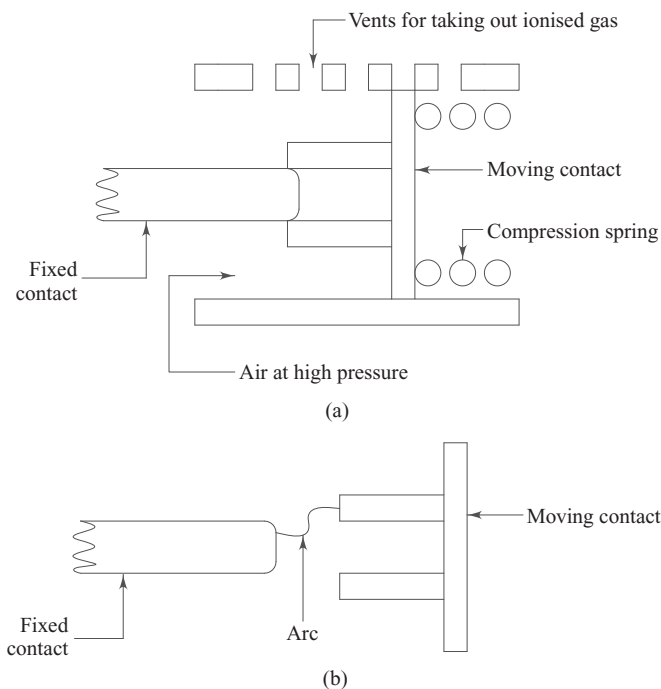 Vents for taking out ionised gas
Moving contact
Compression spring
Fixed
contact
Air at high pressure
(a)
Moving contact
Fixed
contact
Arc
(b)